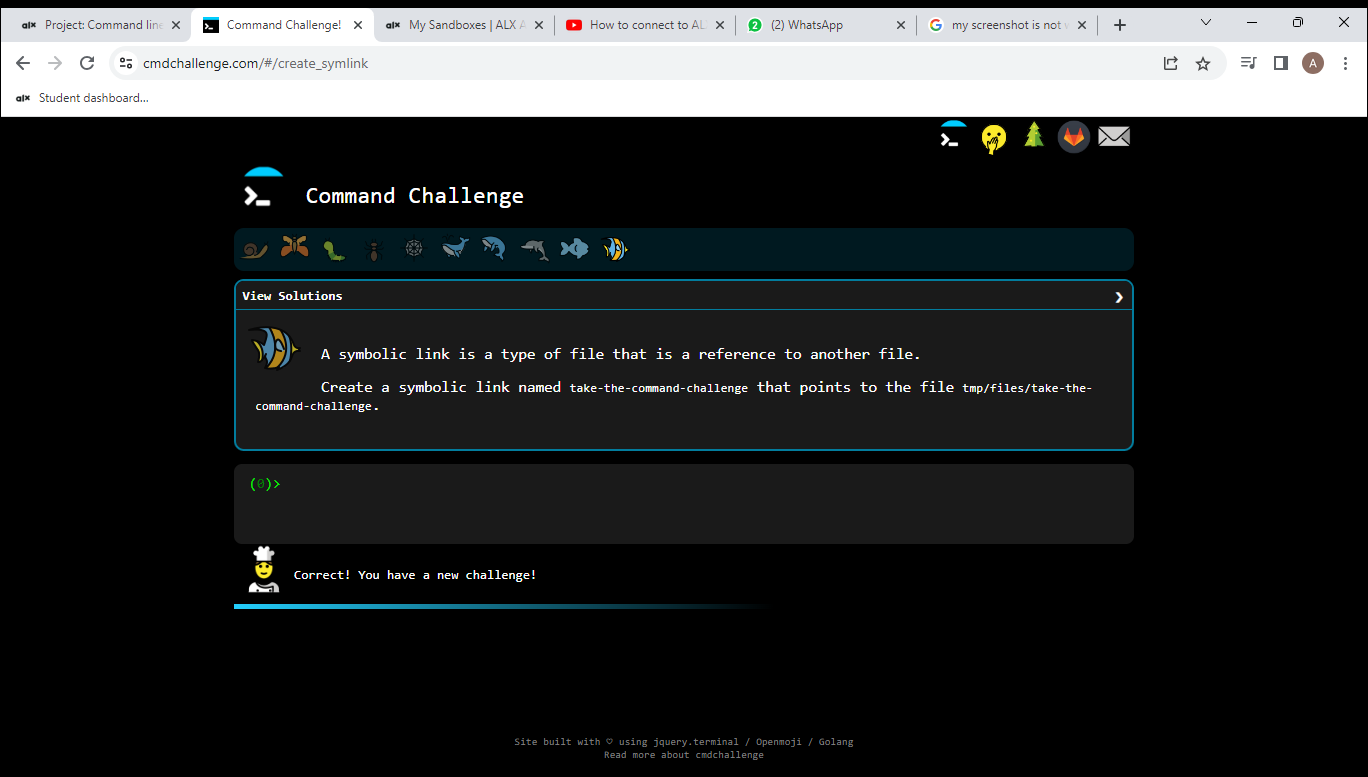 alx Project: Command line
Command Challenge!
alx My Sandboxes | ALX A
How to connect to AL
2 (2) WhatsApp
my screenshot is not
cmdchallenge.com/#/create_symlink
A
alx Student dashboard...
Command Challenge
View Solutions
A symbolic link is a type of file that is a reference to another file.
Create a symbolic link named take-the-command-challenge that points to the file tmp/files/take-the-
command-challenge.
(0)>
Correct! You have a new challenge!
Site built with ♡ using jquery.terminal / Openmoji / Golang
Read more about cmdchallenge